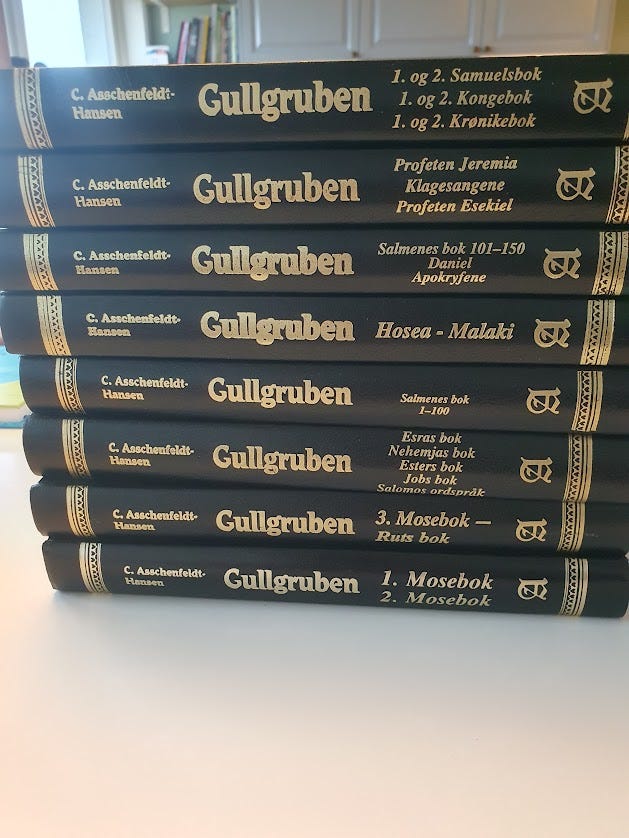 C. Asschenfeldt-
Hansen
Gullgruben
1. og 2. Samuelsbok
1. og 2. Kongebok
1. og 2. Krønikebok
A
C. Asschenfeldt-
Hansen
Gullgruben
Profeten Jeremia
Klagesangene
Profeten Esekiel
A
C. Asschenfeldt-
Hansen
Gullgruben
Salmenes bok 101–150
Daniel
Apokryfene
A
C. Asschenfeldt-
Hansen
Gullgruben
Hosea - Malaki
A
C. Asschenfeldt-
Hansen
Gullgruben
Salmenes bok
1–100
A
C. Asschenfeldt-
Hansen
Gullgruben
Esras bok
Nehemjas bok
Esters bok
Jobs bok
Salomos ordspråk
A
C. Asschenfeldt-
Hansen
Gullgruben
3. Mosebok —
Ruts bok
A
C. Asschenfeldt-
Hansen
Gullgruben
1. Mosebok
2. Mosebok
A